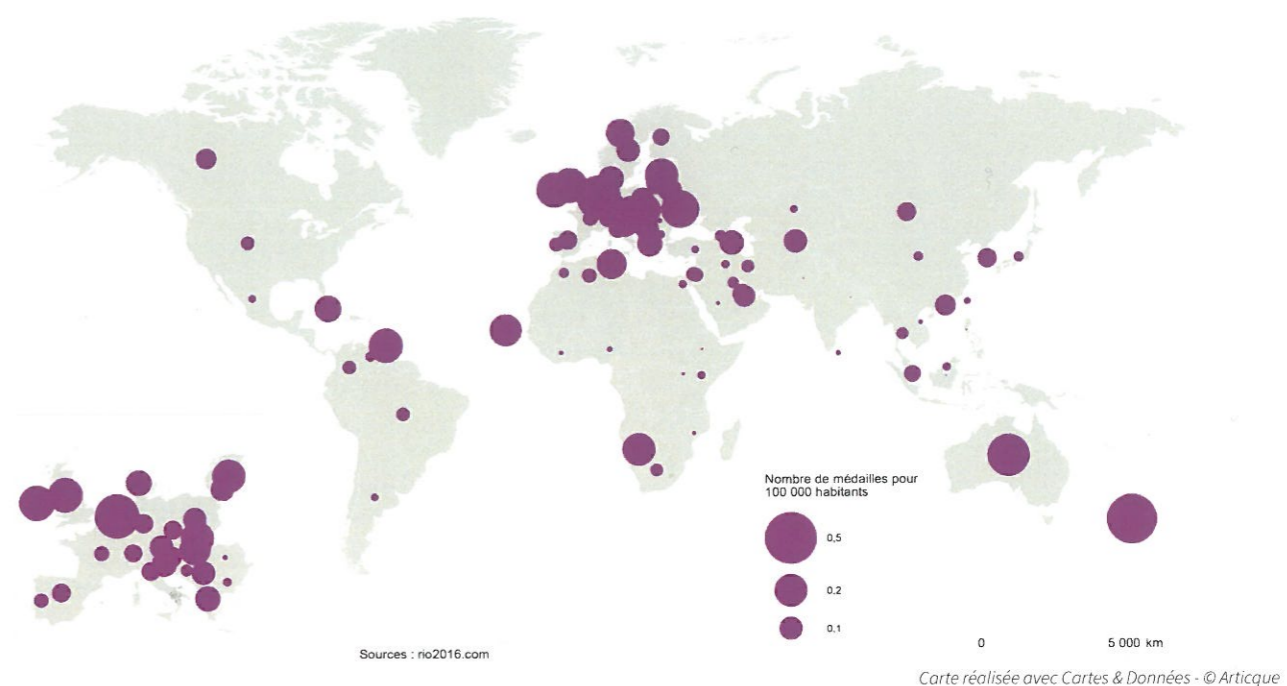 Nombre de médailles pour
100 000 habitants
0,5
0,2
0,1
0
5 000 km
Sources : rio2016.com
Carte réalisée avec Cartes & Données - © Articque